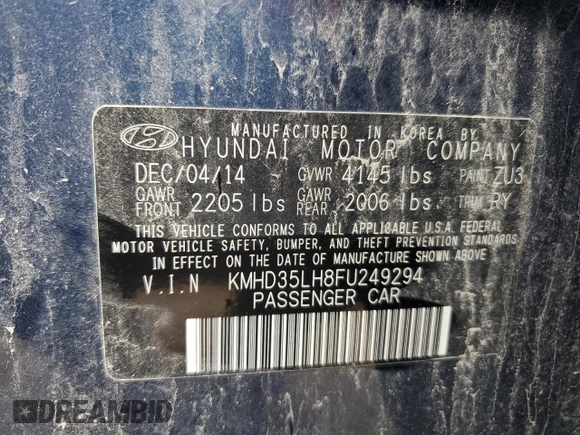 MANUFACTURED IN KOREA BY
HYUNDAI MOTOR COMPANY
DEC/04/14 GVWR 4145 lbs. PAINT ZU3
GAWR FRONT 2205 lbs GAWR REAR 2006 lbs. TRIM RY
THIS VEHICLE CONFORMS TO ALL APPLICABLE U.S.A. FEDERAL
MOTOR VEHICLE SAFETY, BUMPER, AND THEFT PREVENTION STANDARDS
IN EFFECT ON THE DATE OF MANUFACTURE SHOWN ABOVE
V.I.N KMHD35LH8FU249294
PASSENGER CAR
DREAMBID